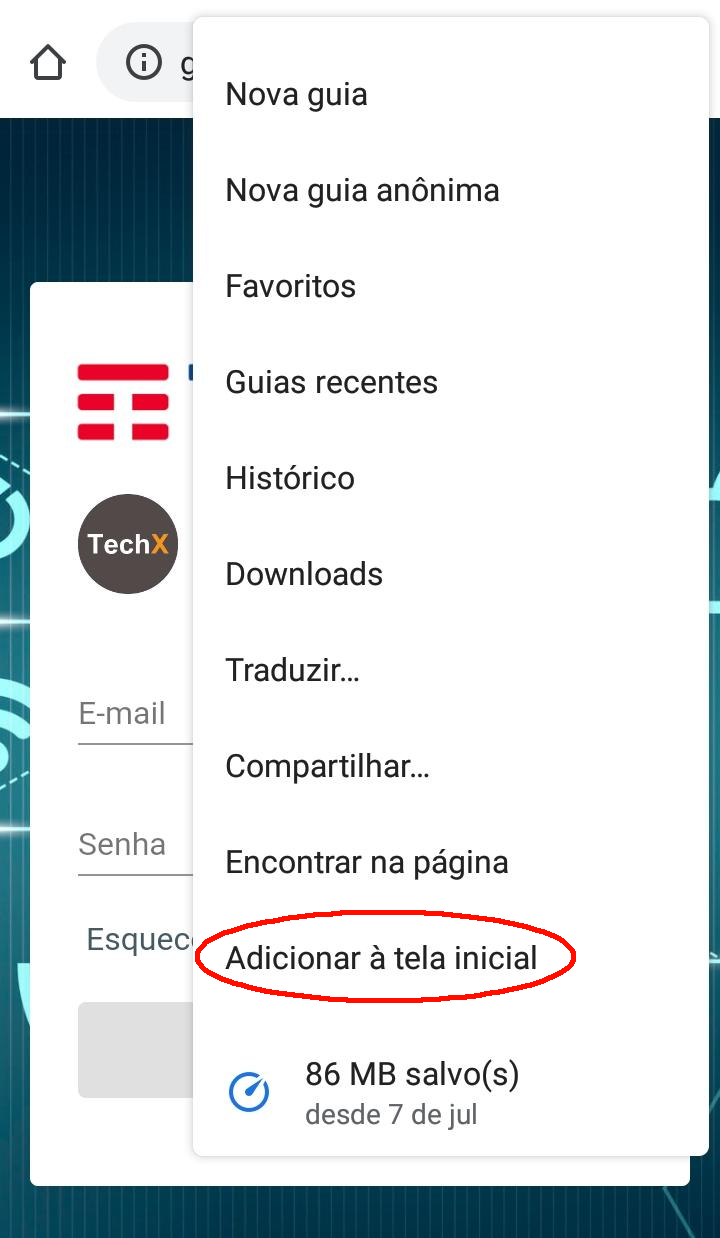 Nova guia
Nova guia anônima
Favoritos
Guias recentes
Histórico
TechX
Downloads
Traduzir...
E-mail
Compartilhar...
Senha
Encontrar na página
Adicionar à tela inicial
86 MB salvo(s)
desde 7 de jul